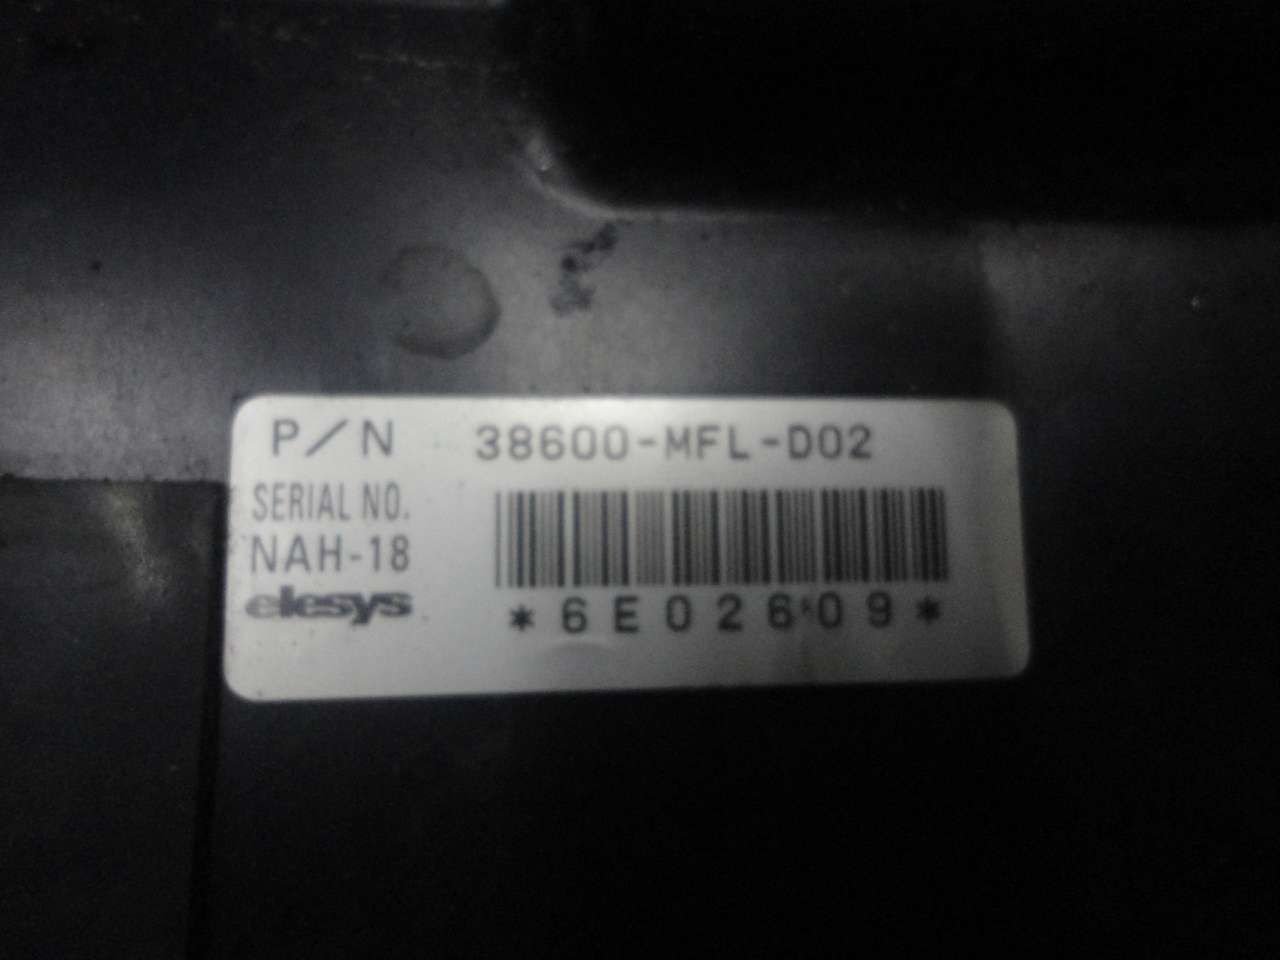 P/N 38600-MFL-D02
SERIAL NO.
NAH-18
elesys
*6E02609*